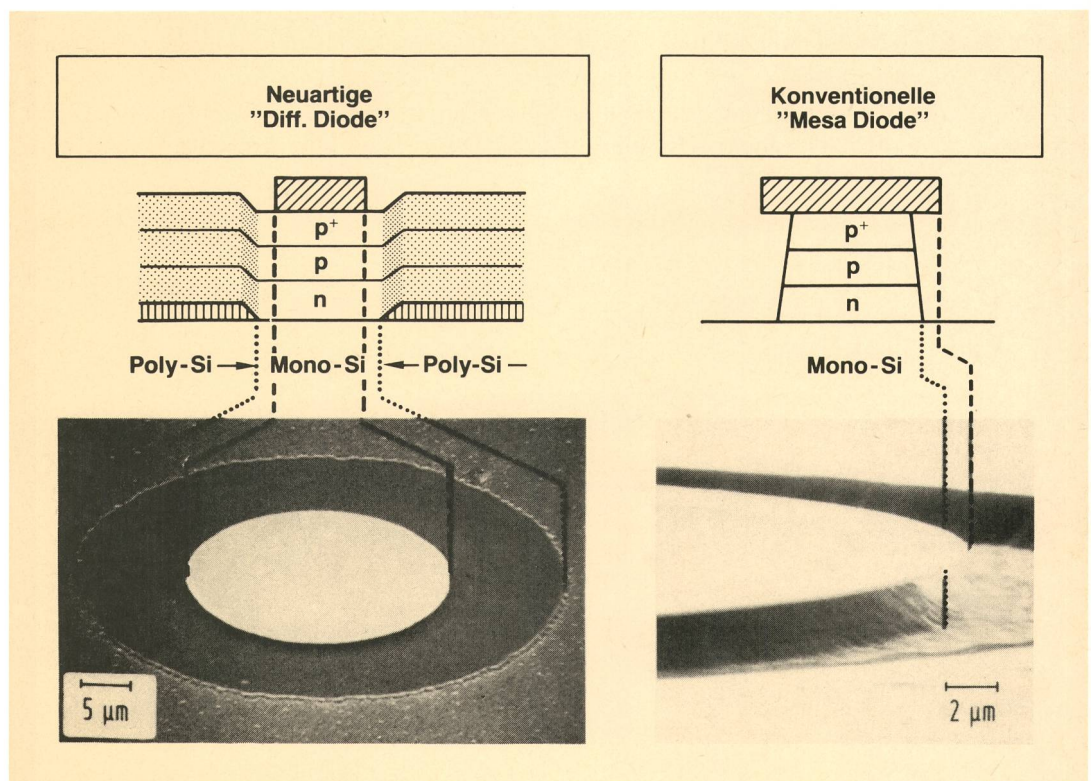 Neuartige
"Diff. Diode"
Konventionelle
"Mesa Diode"
p+
p
n
p+
p
n
Poly-Si
Mono-Si
Poly-Si
Mono-Si
5 µm
2 µm